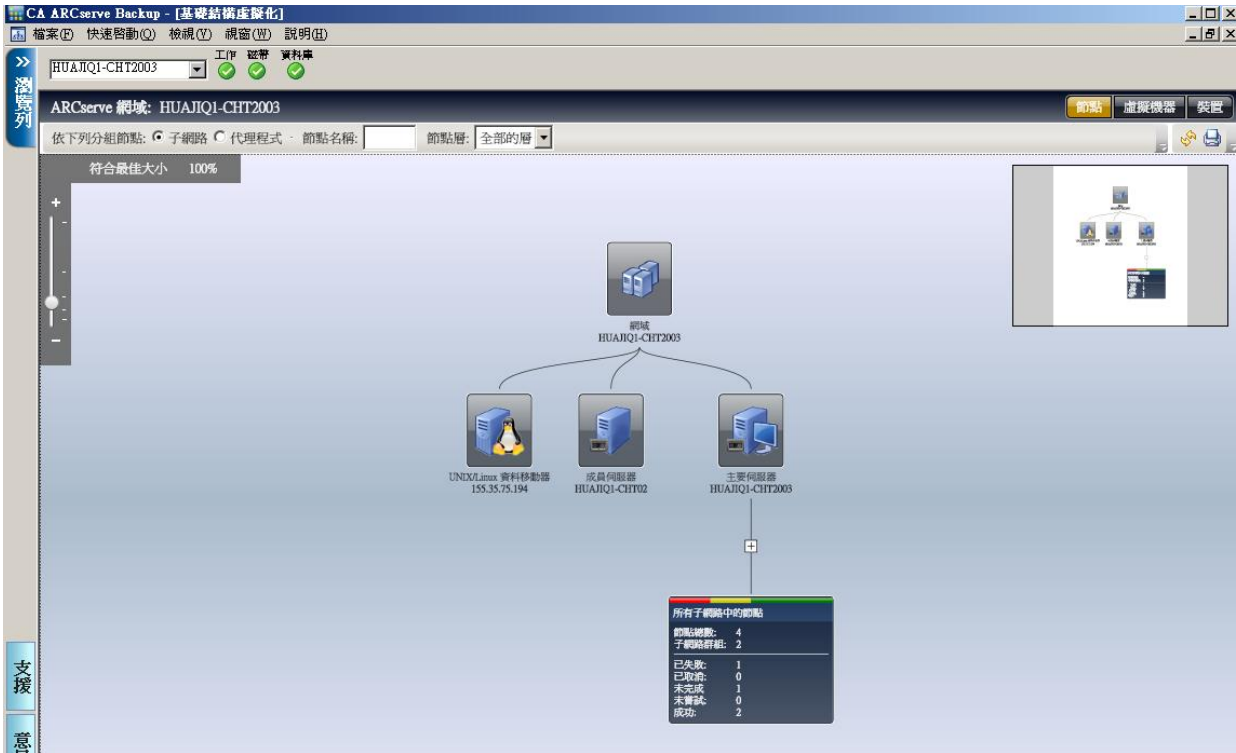 CA ARCserve Backup - [基礎結構虛擬化]
檔案(F) 快速啓動(Q) 檢視(V) 視窗(W) 說明(H)
»
瀏覽列
HUAJIQ1-CHT2003
工作 磁帶 資料庫
ARCserve 網域: HUAJIQ1-CHT2003
節點 虛擬機器 裝置
依下列分組節點: 子網路 代理程式 節點名稱: 節點層: 全部的層
符合最佳大小 100%
+
−
網域
HUAJIQ1-CHT2003
UNIX/Linux 資料移動器
155.35.75.194
成員伺服器
HUAJIQ1-CHT02
主要伺服器
HUAJIQ1-CHT2003
+
所有子網路中的節點
節點總數: 4
子網路群組: 2
已失敗: 1
已取消: 0
未完成 1
未嘗試: 0
成功: 2
支援
意